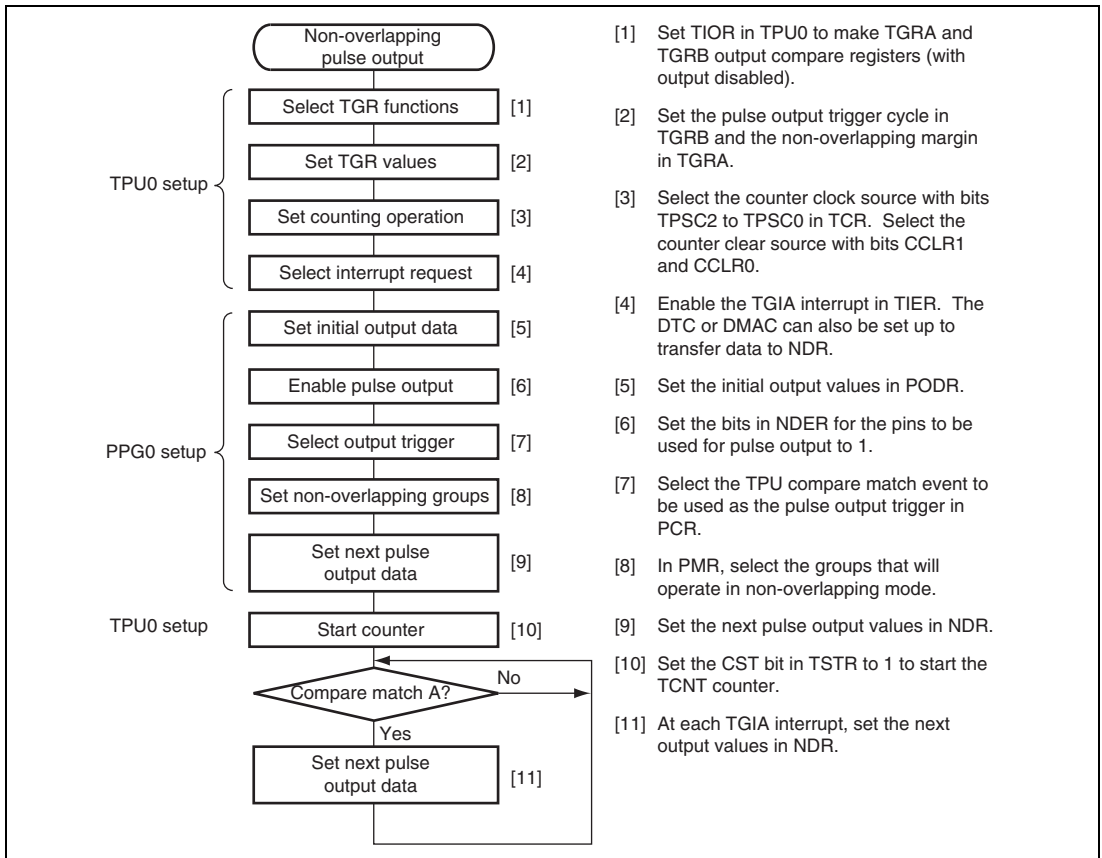 Non-overlapping
pulse output
TPU0 setup
Select TGR functions
[1]
Set TGR values
[2]
Set counting operation
[3]
Select interrupt request
[4]
PPG0 setup
Set initial output data
[5]
Enable pulse output
[6]
Select output trigger
[7]
Set non-overlapping groups
[8]
Set next pulse
output data
[9]
TPU0 setup
Start counter
[10]
Compare match A?
No
Yes
Set next pulse
output data
[11]
[1] Set TIOR in TPU0 to make TGRA and
TGRB output compare registers (with
output disabled).
[2] Set the pulse output trigger cycle in
TGRB and the non-overlapping margin
in TGRA.
[3] Select the counter clock source with bits
TPSC2 to TPSC0 in TCR. Select the
counter clear source with bits CCLR1
and CCLR0.
[4] Enable the TGIA interrupt in TIER. The
DTC or DMAC can also be set up to
transfer data to NDR.
[5] Set the initial output values in PODR.
[6] Set the bits in NDER for the pins to be
used for pulse output to 1.
[7] Select the TPU compare match event to
be used as the pulse output trigger in
PCR.
[8] In PMR, select the groups that will
operate in non-overlapping mode.
[9] Set the next pulse output values in NDR.
[10] Set the CST bit in TSTR to 1 to start the
TCNT counter.
[11] At each TGIA interrupt, set the next
output values in NDR.